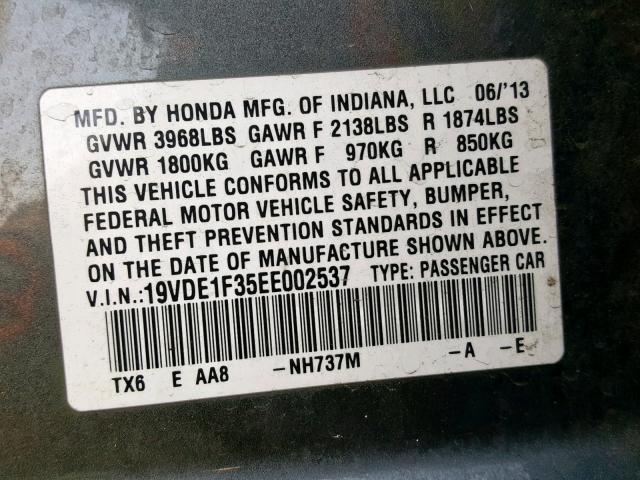 MFD. BY HONDA MFG. OF INDIANA, LLC 06/'13
GVWR 3968LBS GAWR F 2138LBS R 1874LBS
GVWR 1800KG GAWR F 970KG R 850KG
THIS VEHICLE CONFORMS TO ALL APPLICABLE
FEDERAL MOTOR VEHICLE SAFETY, BUMPER,
AND THEFT PREVENTION STANDARDS IN EFFECT
ON THE DATE OF MANUFACTURE SHOWN ABOVE.
V.I.N.:19VDE1F35EE002537 TYPE: PASSENGER CAR
TX6 E AA8 -NH737M -A -E